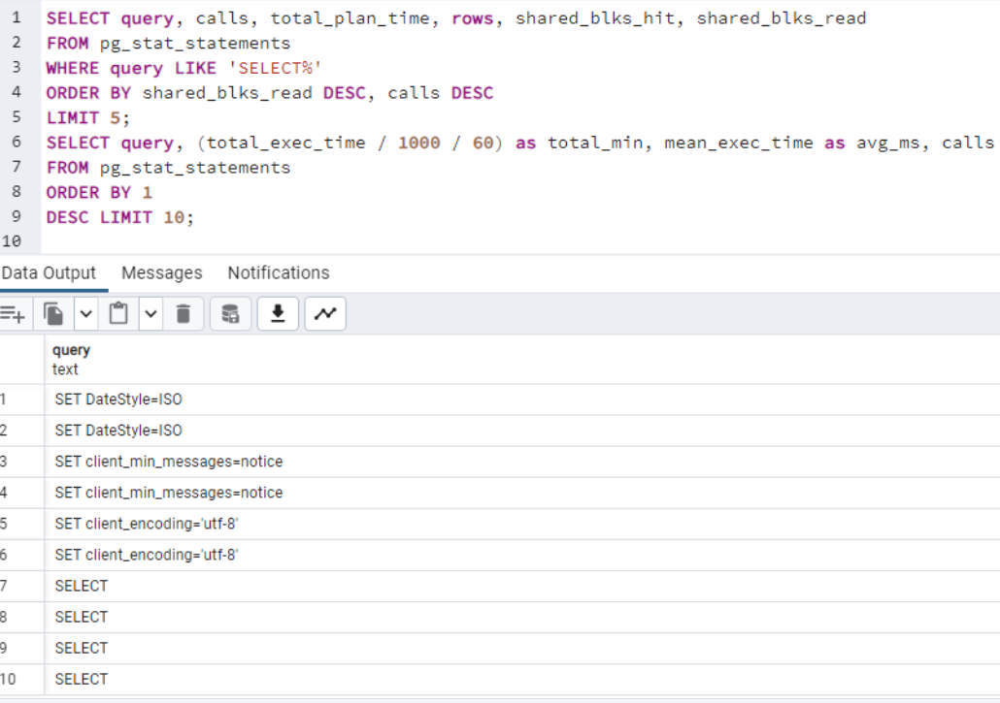 1 SELECT query, calls, total_plan_time, rows, shared_blks_hit, shared_blks_read
2 FROM pg_stat_statements
3 WHERE query LIKE 'SELECT%'
4 ORDER BY shared_blks_read DESC, calls DESC
5 LIMIT 5;
6 SELECT query, (total_exec_time / 1000 / 60) as total_min, mean_exec_time as avg_ms, calls
7 FROM pg_stat_statements
8 ORDER BY 1
9 DESC LIMIT 10;
10
Data Output Messages Notifications
query
text
1 SET DateStyle=ISO
2 SET DateStyle=ISO
3 SET client_min_messages=notice
4 SET client_min_messages=notice
5 SET client_encoding='utf-8'
6 SET client_encoding='utf-8'
7 SELECT
8 SELECT
9 SELECT
10 SELECT